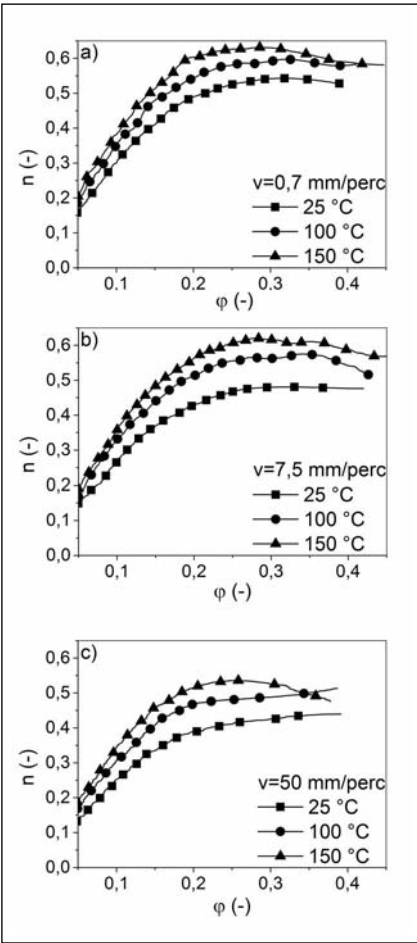 a)
0,6
0,5
0,4
0,3
0,2
0,1
0,0
n (-)
v=0,7 mm/perc
25 °C
100 °C
150 °C
0.1 0.2 0.3 0.4
φ (-)
b)
0,6
0,5
0,4
0,3
0,2
0,1
0,0
n (-)
v=7,5 mm/perc
25 °C
100 °C
150 °C
0,1 0,2 0,3 0,4
φ (-)
c)
0,6
0,5
0,4
0,3
0,2
0,1
0,0
n (-)
v=50 mm/perc
25 °C
100 °C
150 °C
0,1 0,2 0,3 0,4
φ (-)